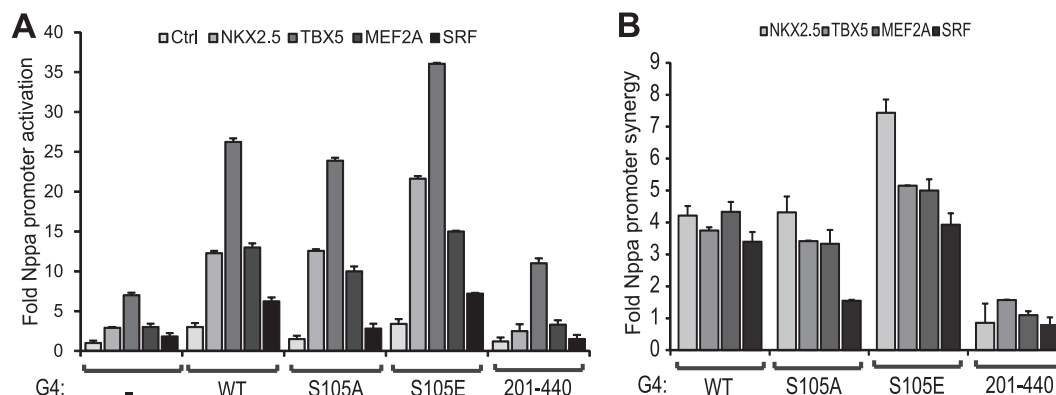 A
Ctrl NKX2.5 TBX5 MEF2A SRF
Fold Nppa promoter activation
40
35
30
25
20
15
10
5
0
G4: - WT S105A S105E 201-440
B
NKX2.5 TBX5 MEF2A SRF
Fold Nppa promoter synergy
9
8
7
6
5
4
3
2
1
0
WT S105A S105E 201-440